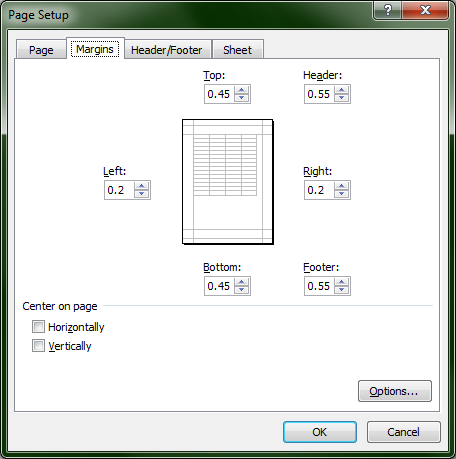 Page Setup
Page Margins Header/Footer Sheet
Top: Header:
0.45 0.55
Left: Right:
0.2 0.2
Bottom: Footer:
0.45 0.55
Center on page
Horizontally
Vertically
Options...
OK Cancel